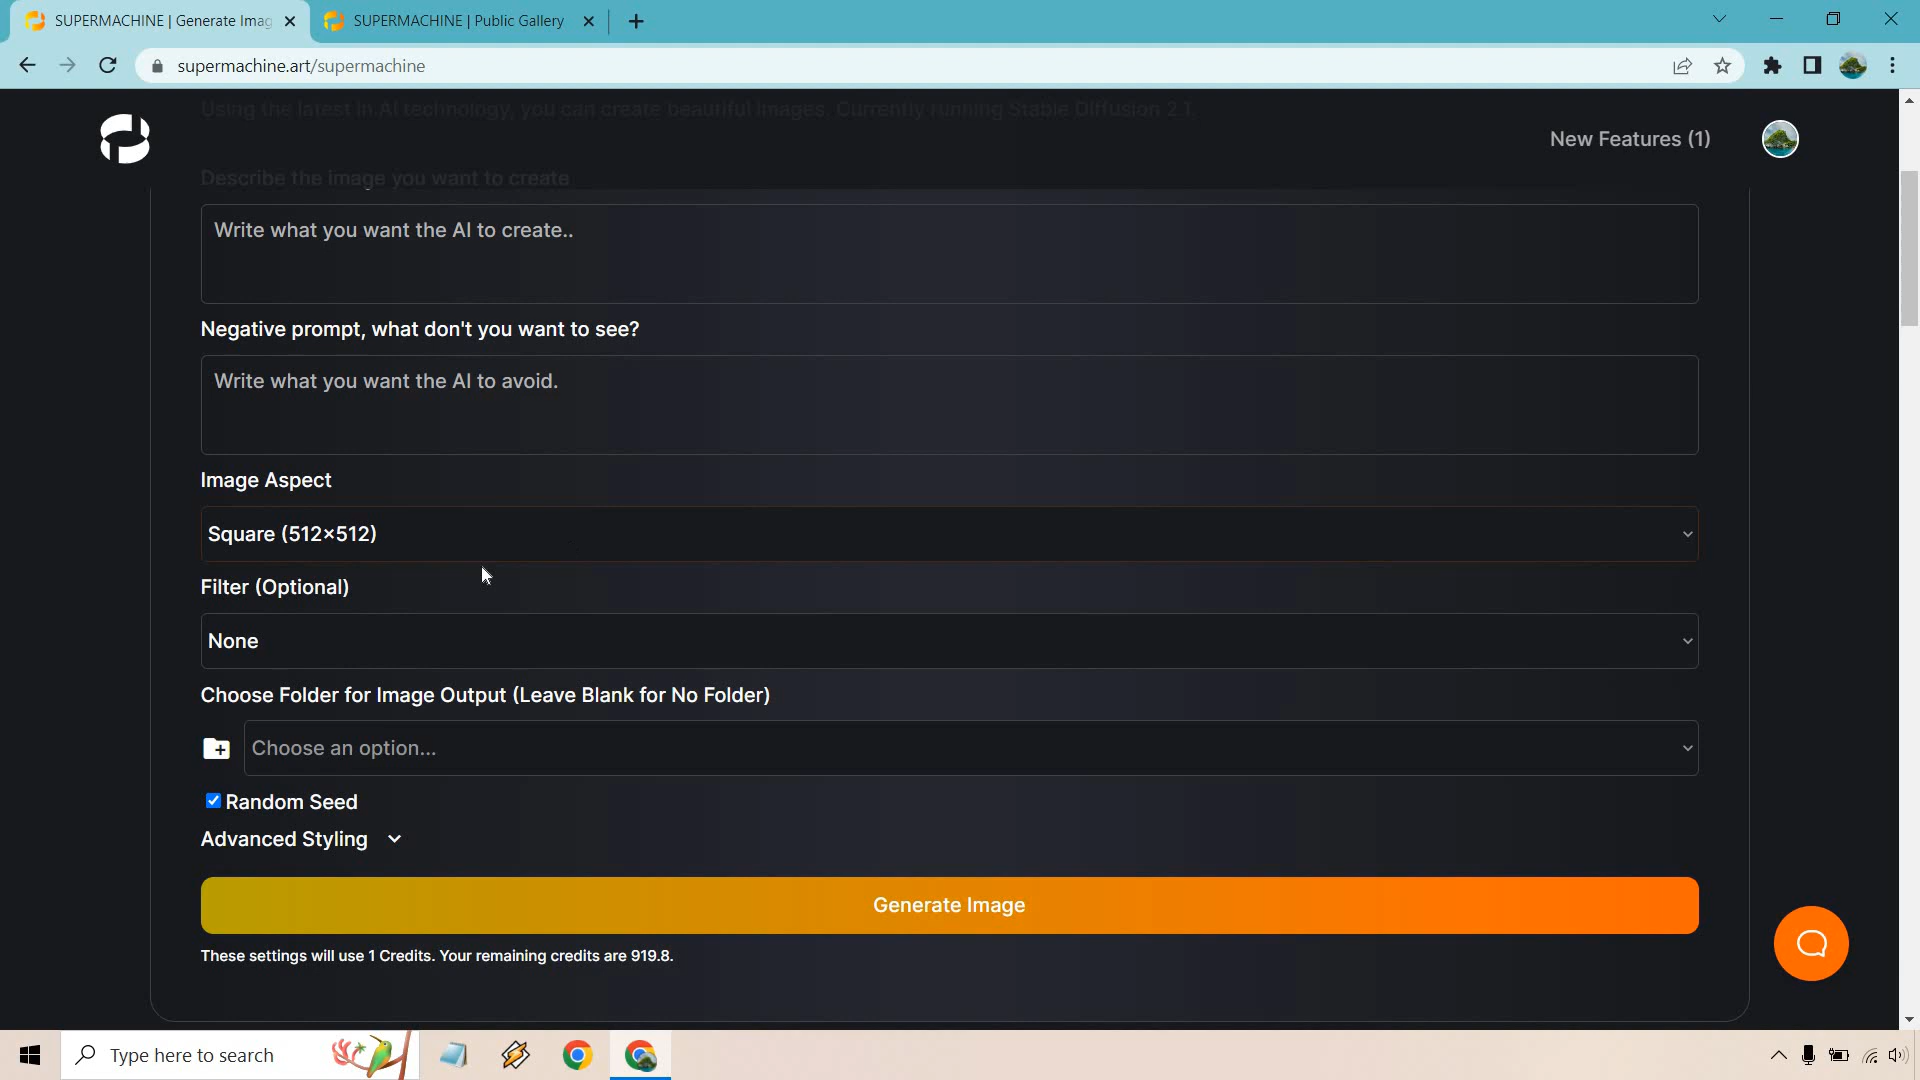 SUPERMACHINE | Generate Imag
SUPERMACHINE | Public Gallery
supermachine.art/supermachine
Using the latest in AI technology, you can create beautiful images. Currently running Stable Diffusion 2.1.
New Features (1)
Describe the image you want to create
Write what you want the AI to create..
Negative prompt, what don't you want to see?
Write what you want the AI to avoid.
Image Aspect
Square (512×512)
Filter (Optional)
None
Choose Folder for Image Output (Leave Blank for No Folder)
Choose an option...
Random Seed
Advanced Styling
Generate Image
These settings will use 1 Credits. Your remaining credits are 919.8.
Type here to search